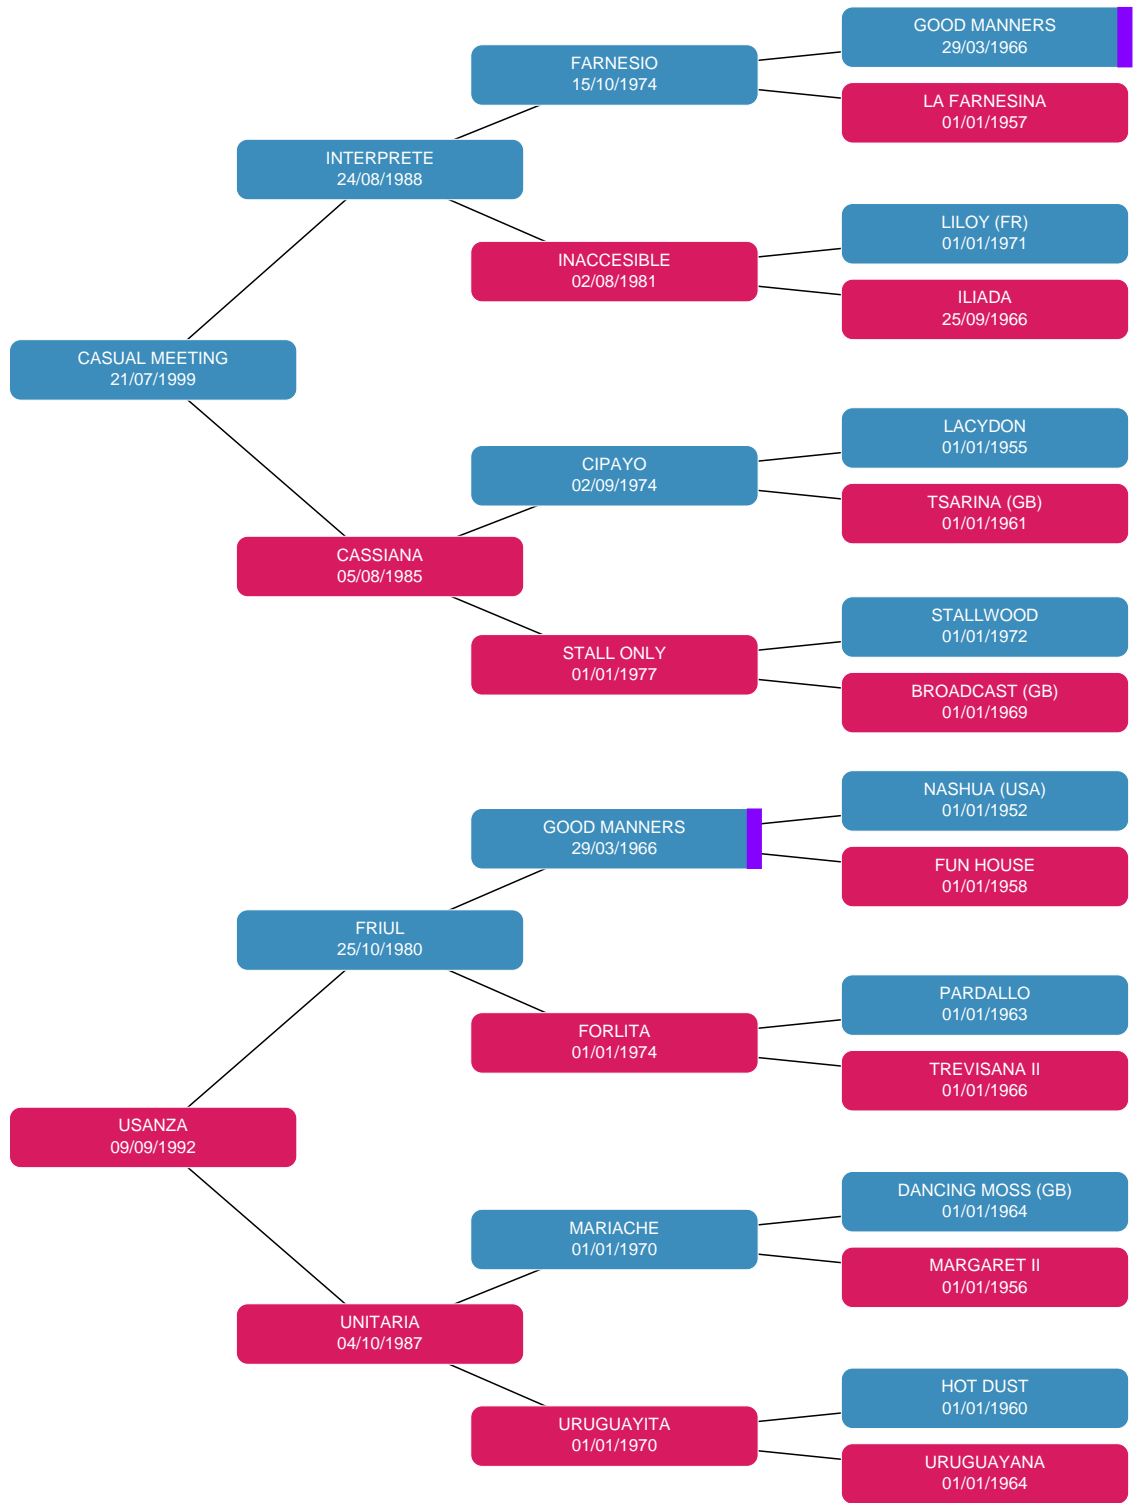 GOOD MANNERS
29/03/1966
FARNESIO
15/10/1974
LA FARNESINA
01/01/1957
INTERPRETE
24/08/1988
LILOY (FR)
01/01/1971
INACCESIBLE
02/08/1981
ILIADA
25/09/1966
CASUAL MEETING
21/07/1999
LACYDON
01/01/1955
CIPAYO
02/09/1974
TSARINA (GB)
01/01/1961
CASSIANA
05/08/1985
STALLWOOD
01/01/1972
STALL ONLY
01/01/1977
BROADCAST (GB)
01/01/1969
NASHUA (USA)
01/01/1952
GOOD MANNERS
29/03/1966
FUN HOUSE
01/01/1958
FRIUL
25/10/1980
PARDALLO
01/01/1963
FORLITA
01/01/1974
TREVISANA II
01/01/1966
USANZA
09/09/1992
DANCING MOSS (GB)
01/01/1964
MARIACHE
01/01/1970
MARGARET II
01/01/1956
UNITARIA
04/10/1987
HOT DUST
01/01/1960
URUGUAYITA
01/01/1970
URUGUAYANA
01/01/1964